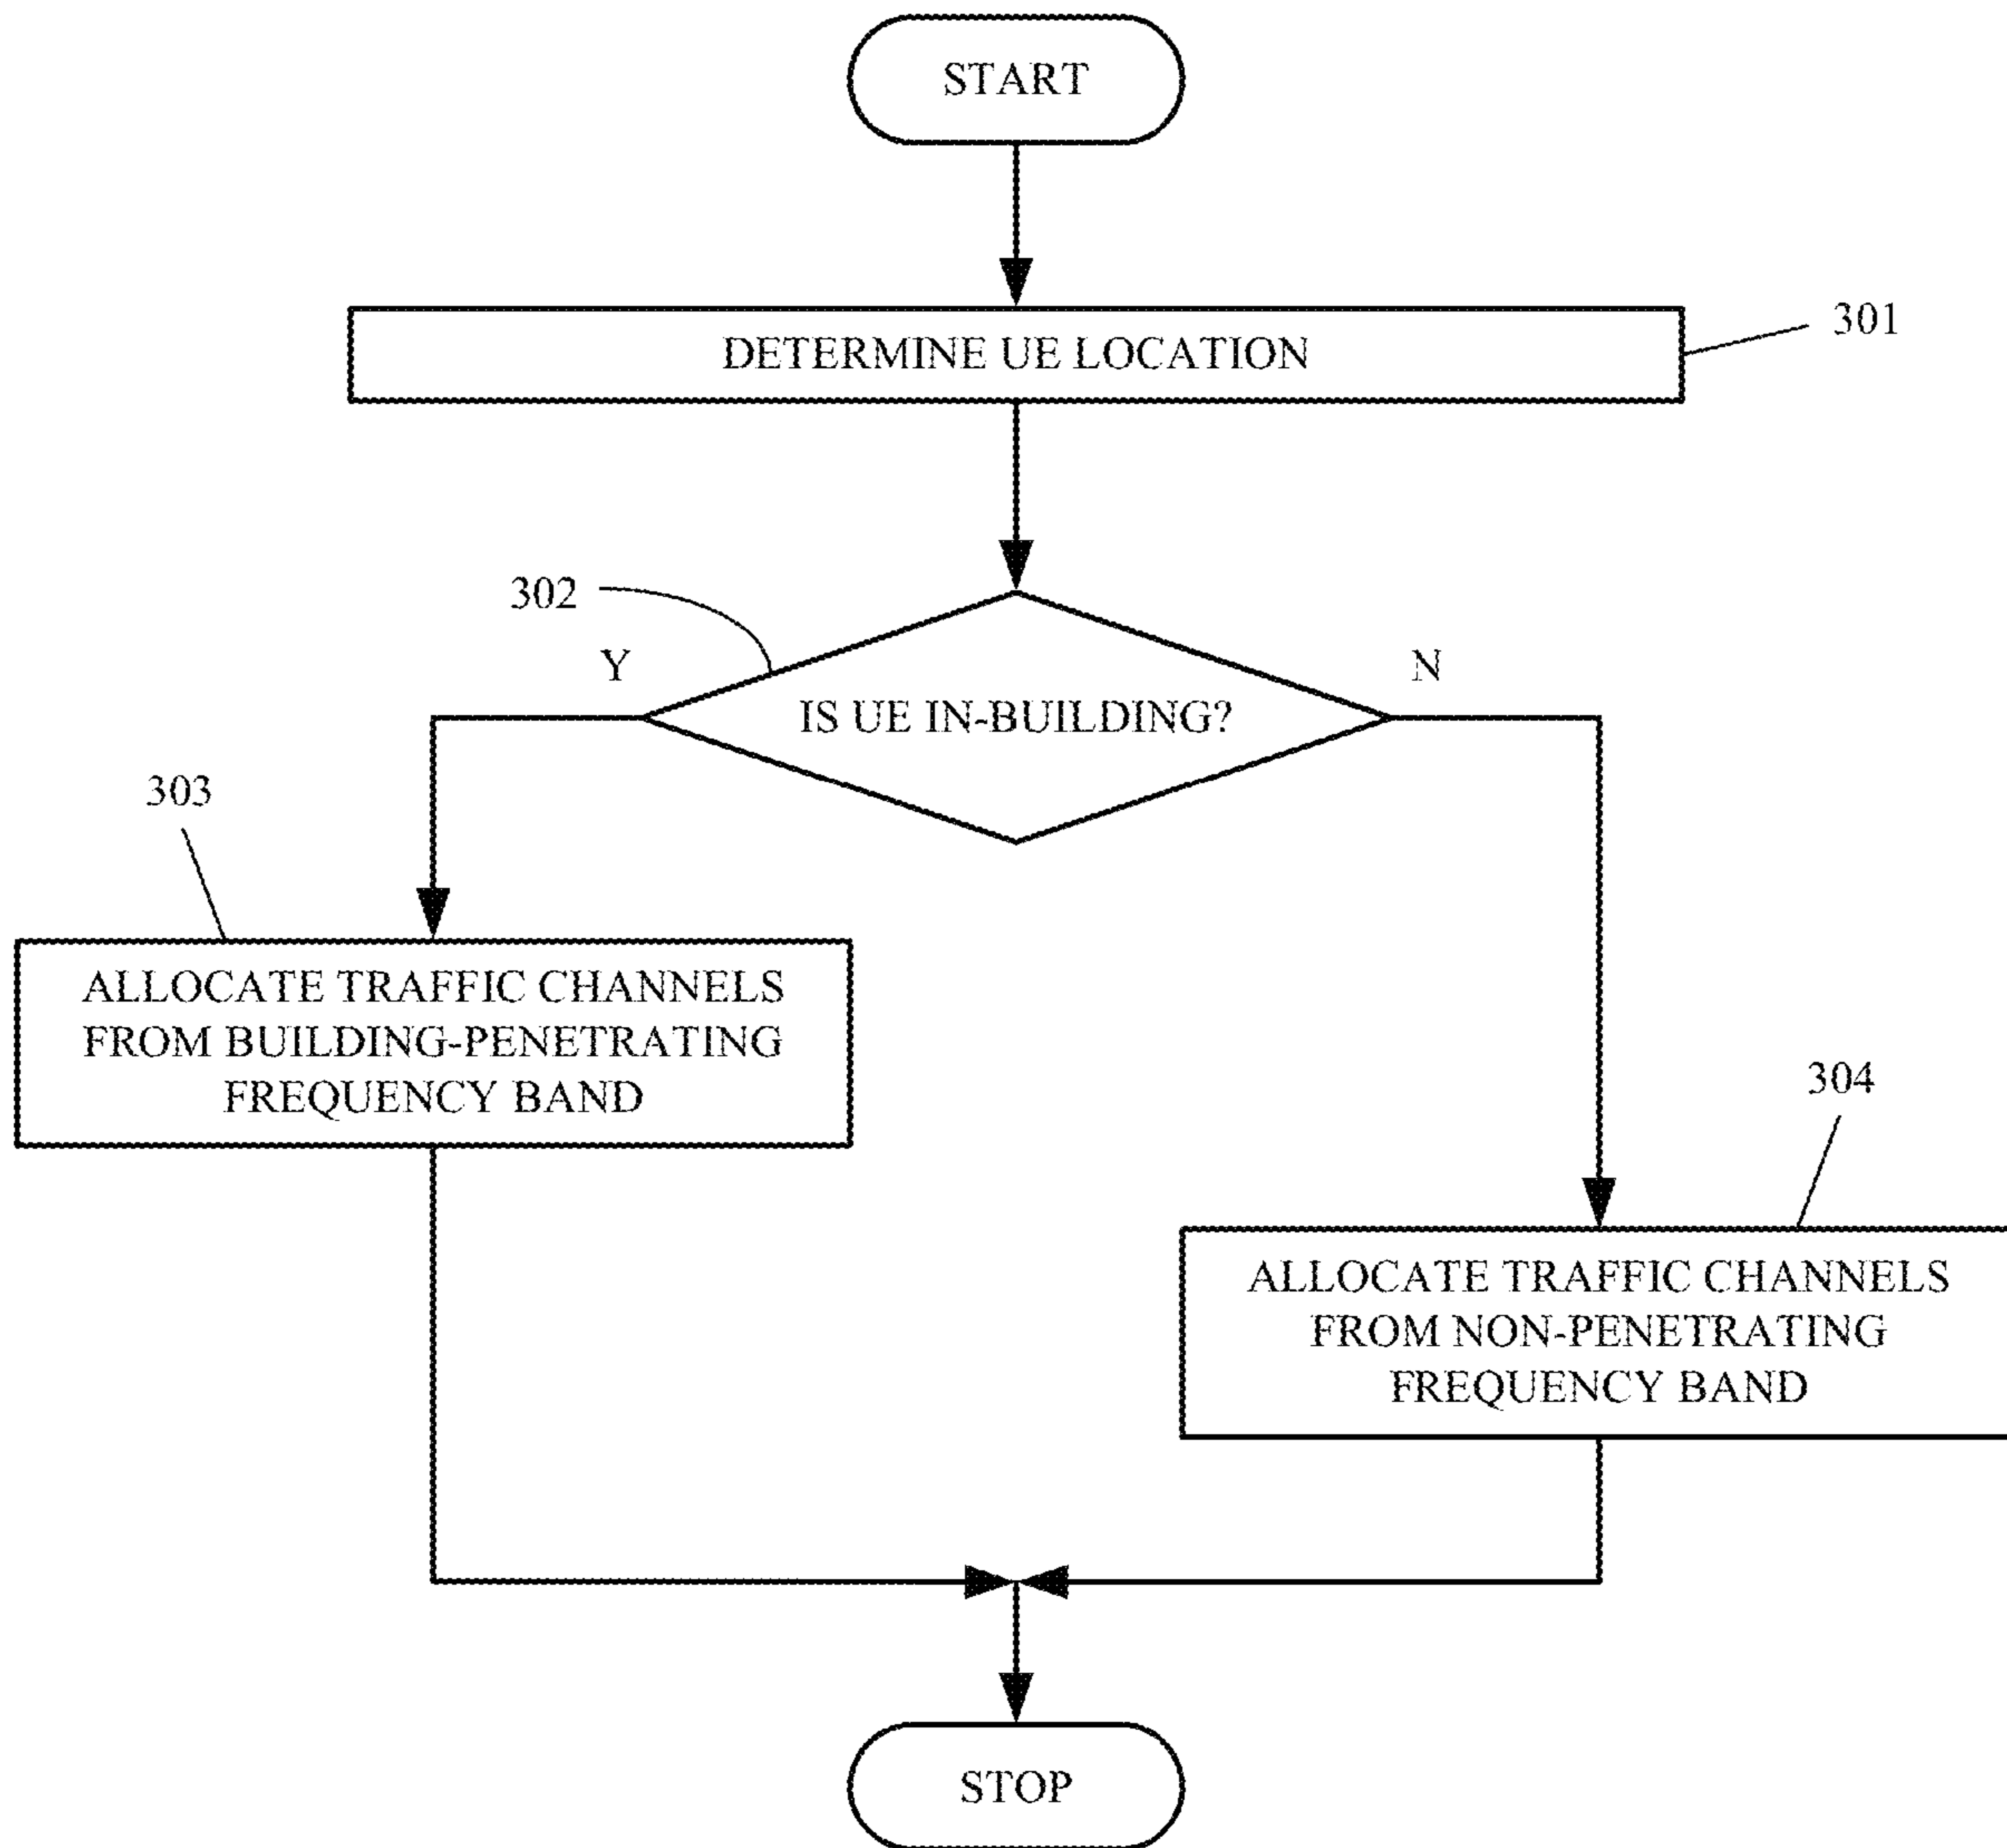 START
DETERMINE UE LOCATION
301
302
Y
N
IS UE IN-BUILDING?
303
ALLOCATE TRAFFIC CHANNELS
FROM BUILDING-PENETRATING
FREQUENCY BAND
304
ALLOCATE TRAFFIC CHANNELS
FROM NON-PENETRATING
FREQUENCY BAND
STOP